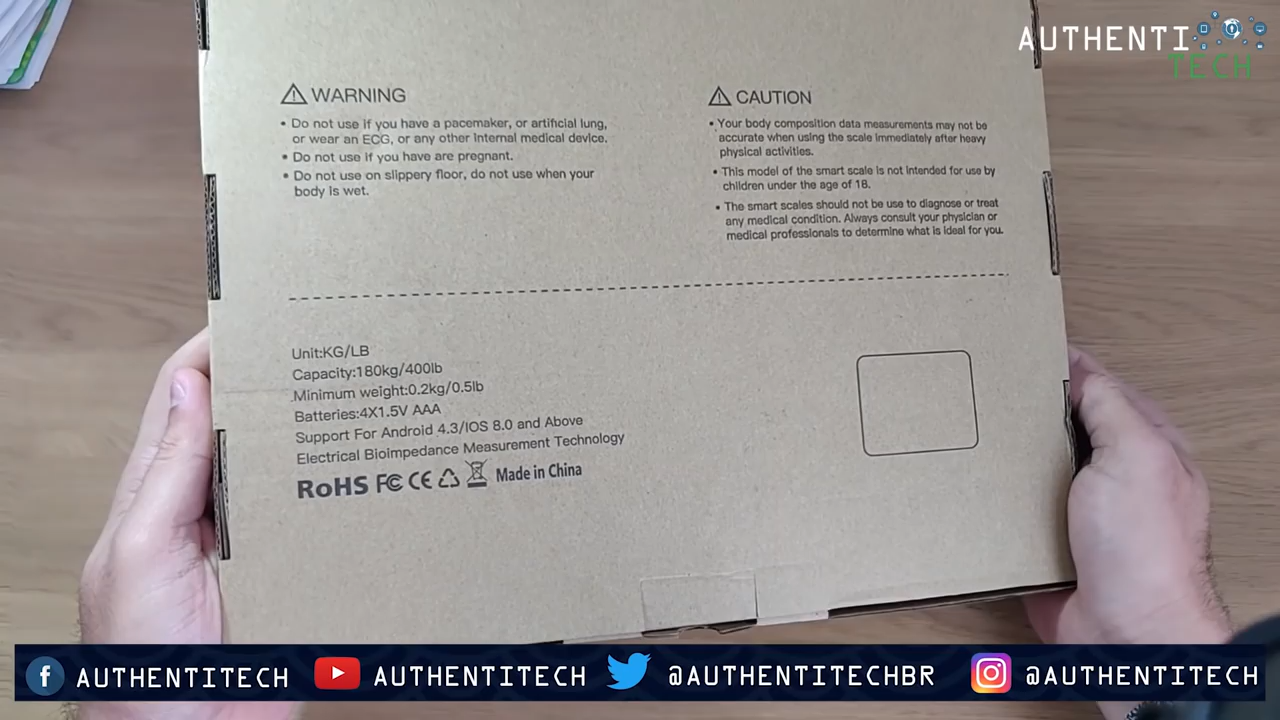 AUTHENTI
TECH
WARNING
• Do not use if you have a pacemaker, or artificial lung,
or wear an ECG, or any other internal medical device.
• Do not use if you have are pregnant.
• Do not use on slippery floor, do not use when your
body is wet.
CAUTION
• Your body composition data measurements may not be
accurate when using the scale immediately after heavy
physical activities.
• This model of the smart scale is not intended for use by
children under the age of 18.
• The smart scales should not be use to diagnose or treat
any medical condition. Always consult your physician or
medical professionals to determine what is ideal for you.
Unit:KG/LB
Capacity:180kg/400lb
Minimum weight:0.2kg/0.5lb
Batteries:4X1.5V AAA
Support For Android 4.3/IOS 8.0 and Above
Electrical Bioimpedance Measurement Technology
RoHS FC CE Made in China
AUTHENTITECH AUTHENTITECH @AUTHENTITECHBR @AUTHENTITECH